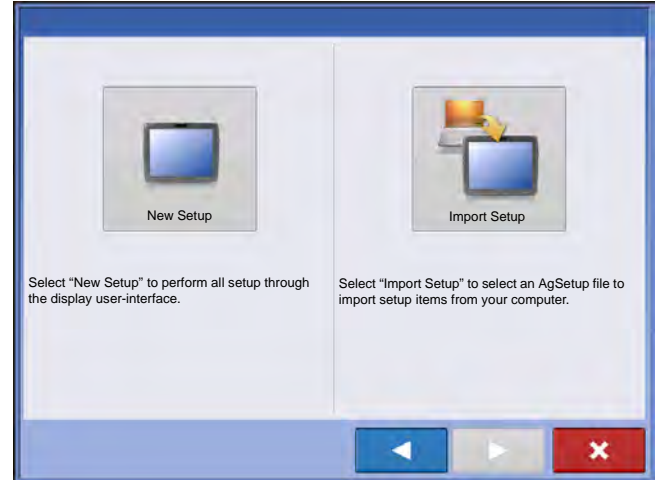 New Setup
Select “New Setup” to perform all setup through
the display user-interface.
Import Setup
Select “Import Setup” to select an AgSetup file to
import setup items from your computer.